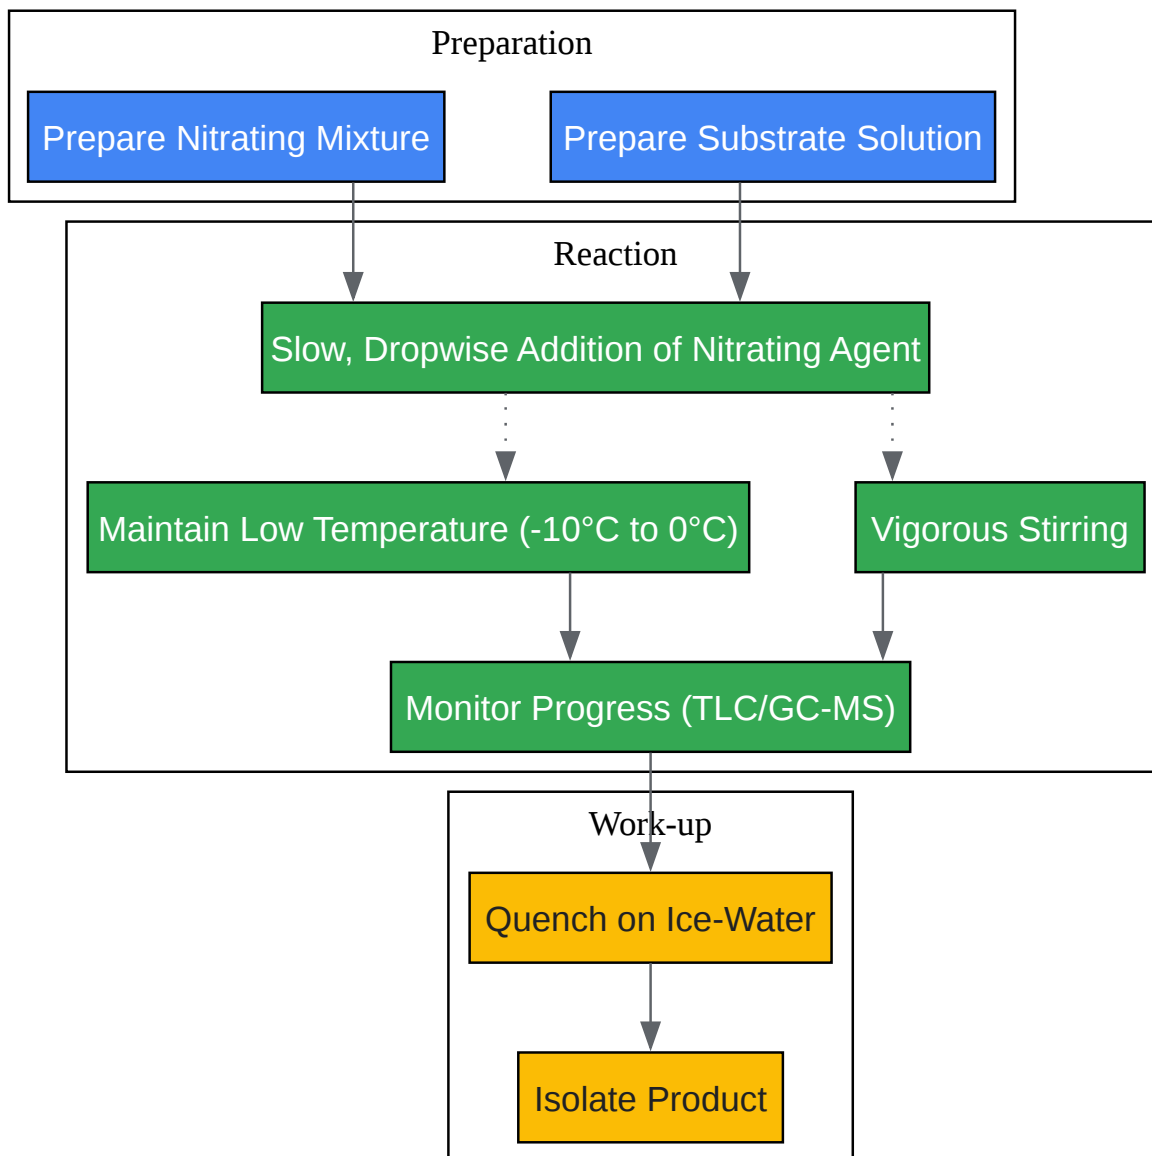 Preparation
Prepare Nitrating Mixture
Prepare Substrate Solution
Reaction
Slow, Dropwise Addition of Nitrating Agent
Maintain Low Temperature (-10°C to 0°C)
Vigorous Stirring
Monitor Progress (TLC/GC-MS)
Work-up
Quench on Ice-Water
Isolate Product